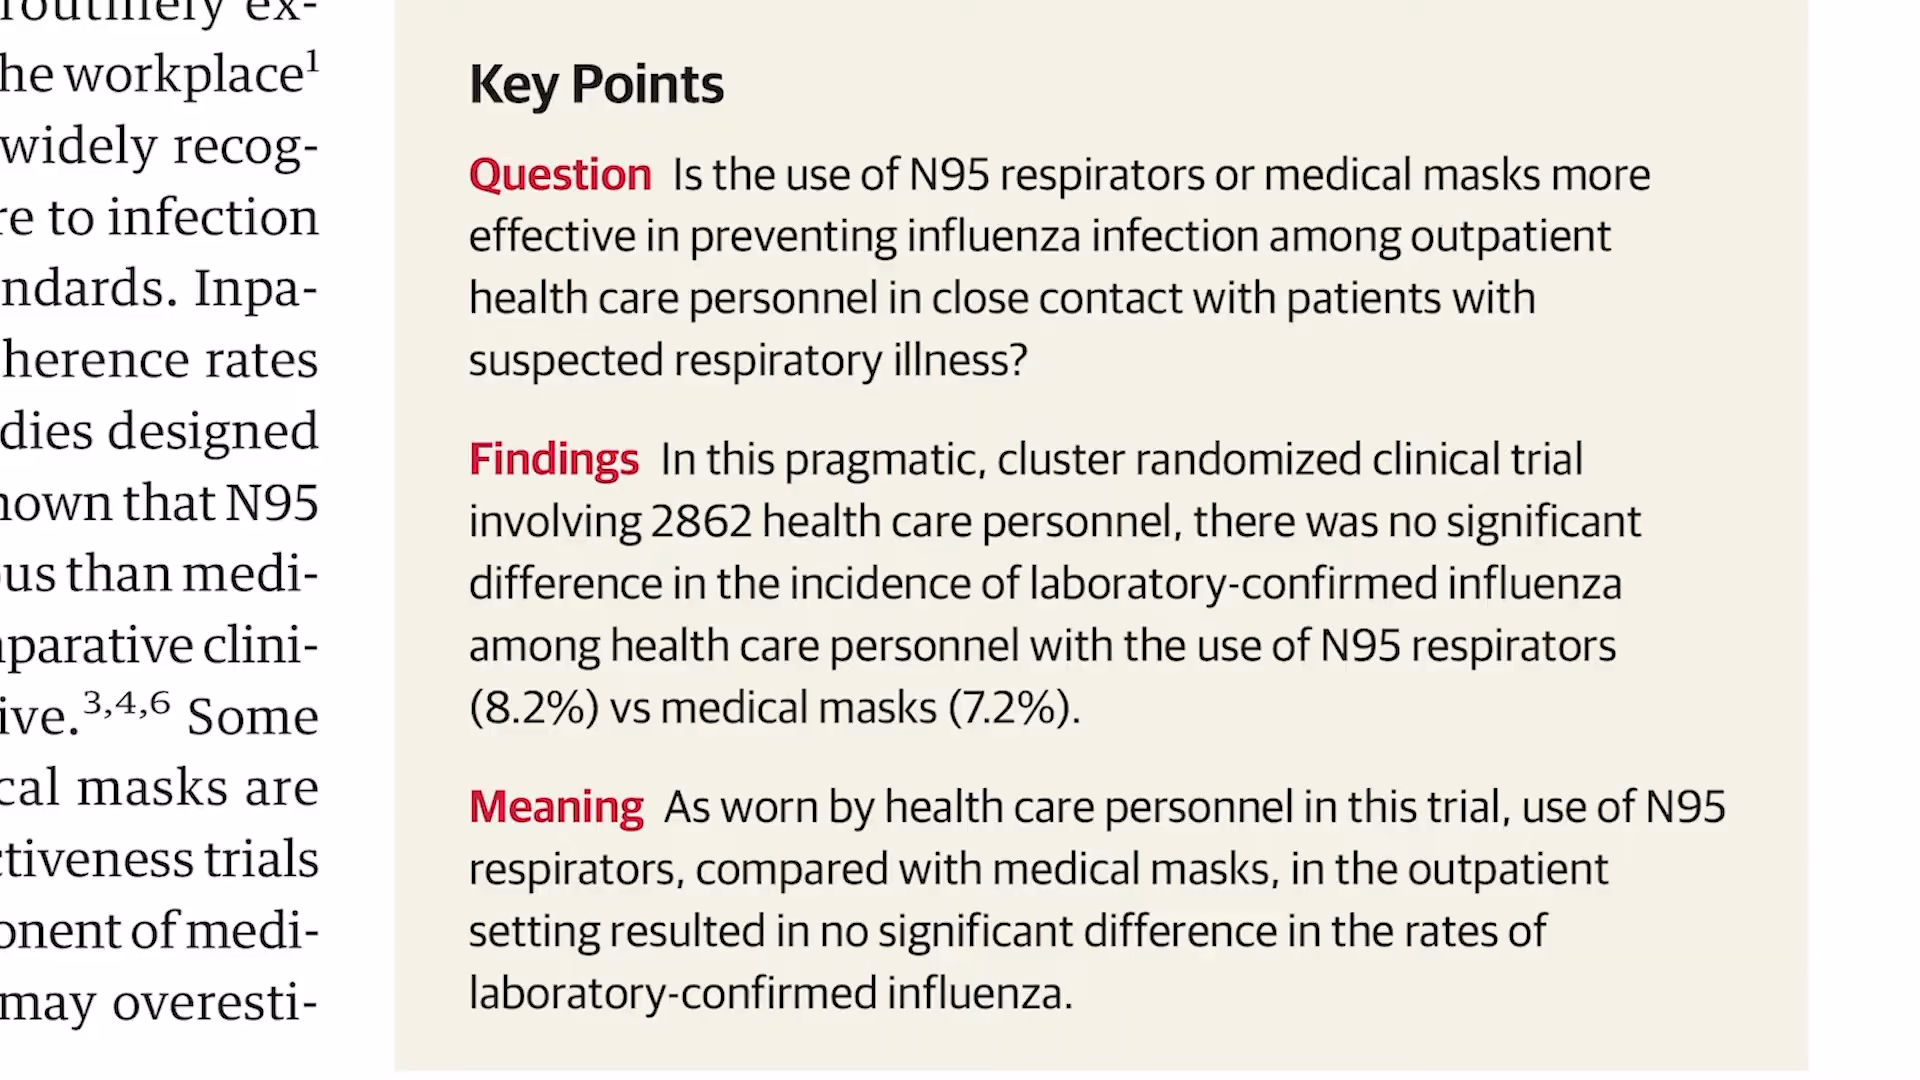 routinely ex-
he workplace1
widely recog-
re to infection
ndards. Inpa-
herence rates
dies designed
nown that N95
ous than medi-
parative clini-
ive.3,4,6 Some
cal masks are
ctiveness trials
onent of medi-
may overesti-
Key Points
Question Is the use of N95 respirators or medical masks more
effective in preventing influenza infection among outpatient
health care personnel in close contact with patients with
suspected respiratory illness?
Findings In this pragmatic, cluster randomized clinical trial
involving 2862 health care personnel, there was no significant
difference in the incidence of laboratory-confirmed influenza
among health care personnel with the use of N95 respirators
(8.2%) vs medical masks (7.2%).
Meaning As worn by health care personnel in this trial, use of N95
respirators, compared with medical masks, in the outpatient
setting resulted in no significant difference in the rates of
laboratory-confirmed influenza.